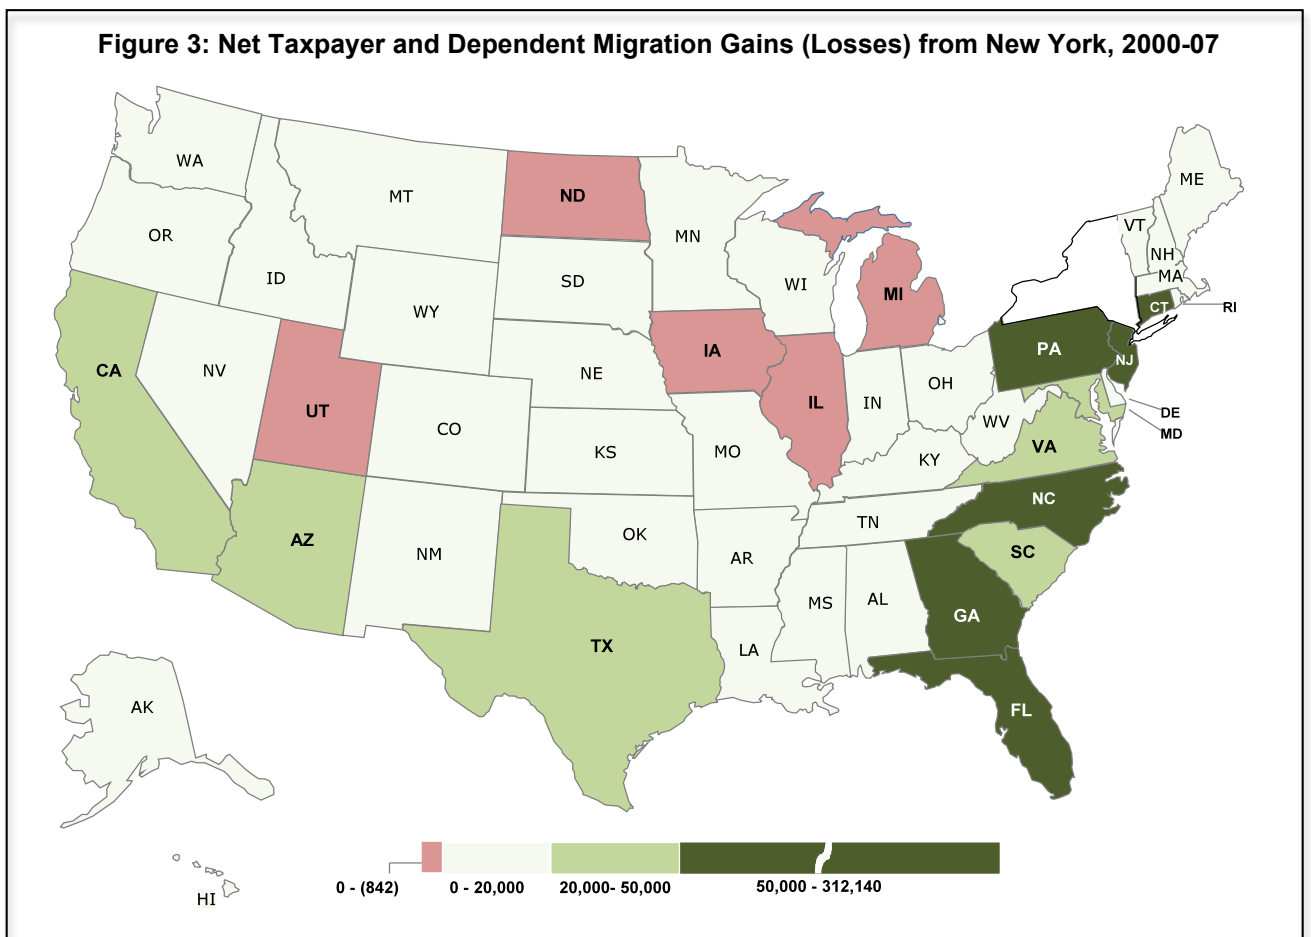 Figure 3: Net Taxpayer and Dependent Migration Gains (Losses) from New York, 2000-07
WA
MT
ND
ME
OR
ID
MN
VT
NH
MA
SD
WI
MI
CT
RI
WY
CA
NV
IA
PA
NJ
UT
NE
IL
IN
OH
DE
MD
CO
KS
MO
WV
VA
KY
NC
AZ
NM
OK
TN
AR
SC
MS
AL
GA
TX
LA
AK
FL
HI
0 - (842)
0 - 20,000
20,000- 50,000
50,000 - 312,140